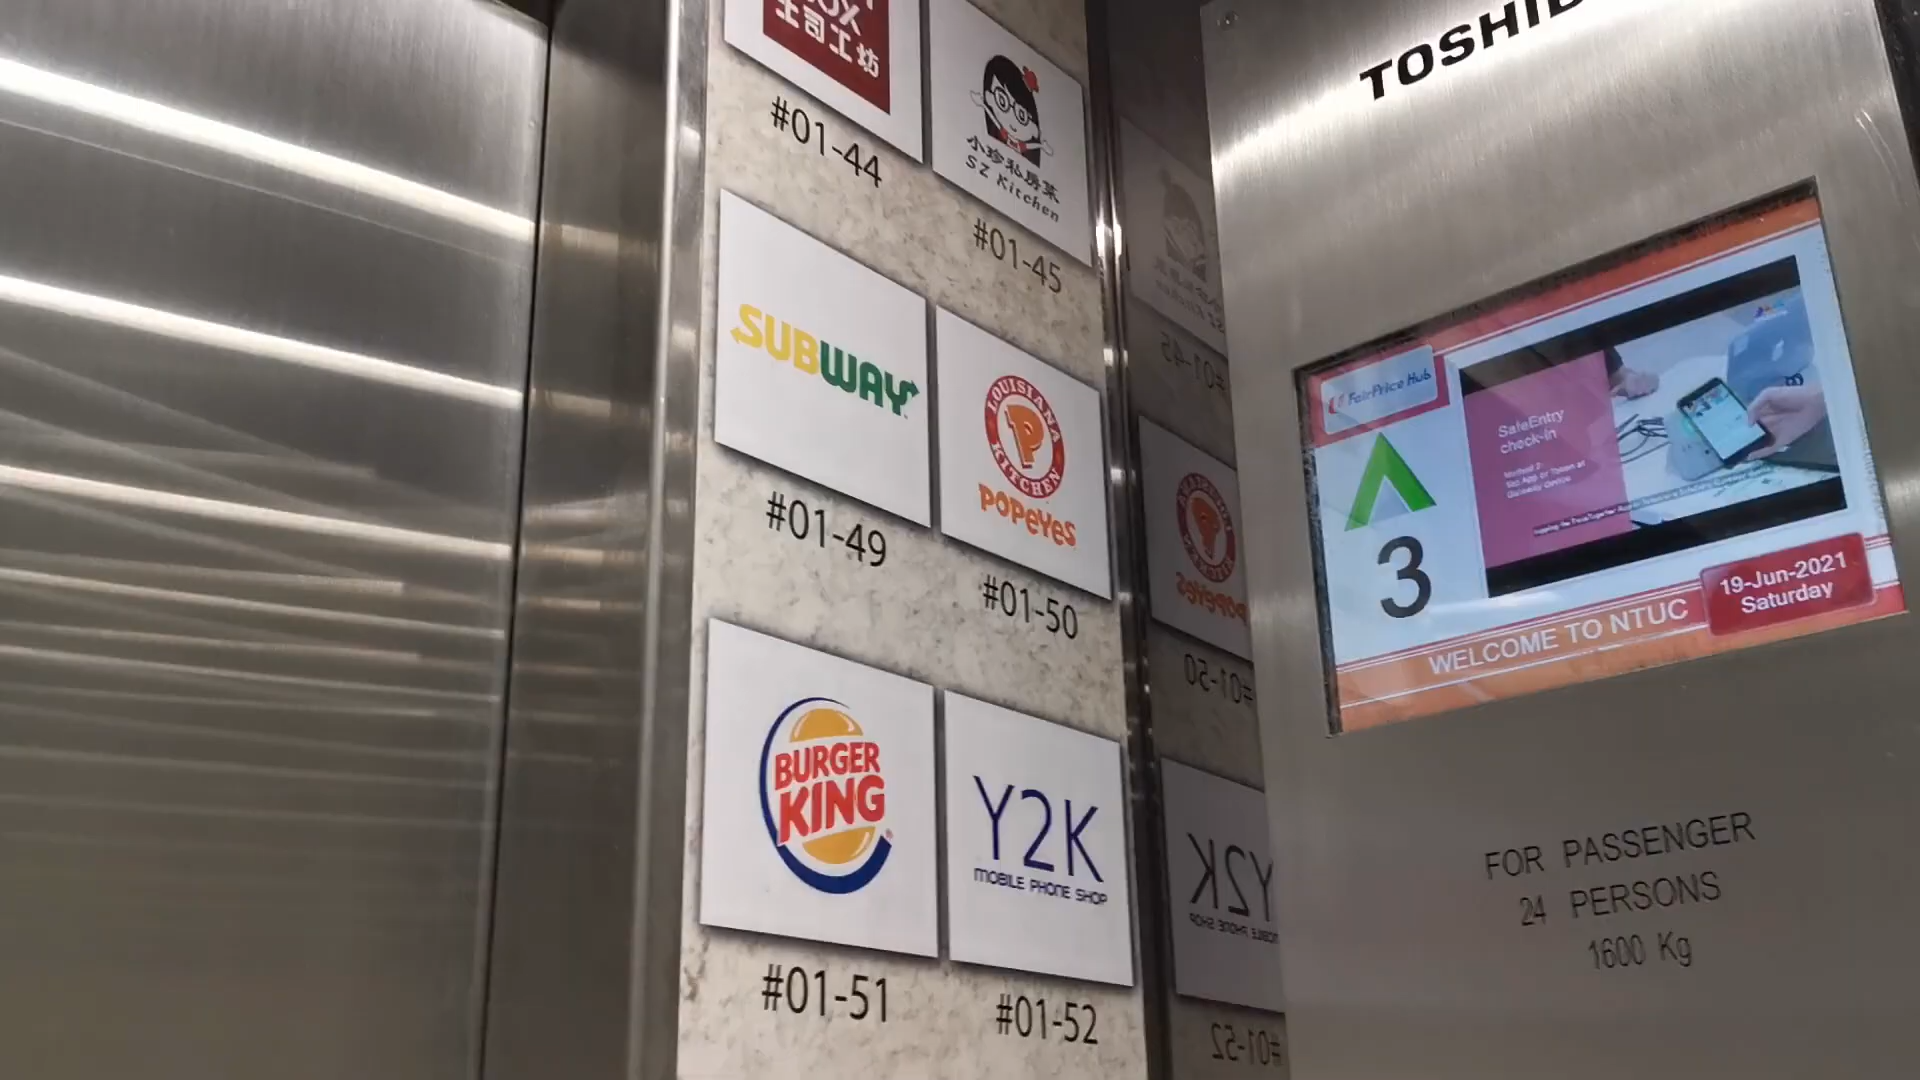 土司工坊
#01-44
小珍私房菜
SZ Kitchen
#01-45
SUBWAY
#01-49
LOUISIANA
KITCHEN
POPEYES
#01-50
BURGER
KING
#01-51
Y2K
MOBILE PHONE SHOP
#01-52
TOSHIB
FairPrice Hub
SafeEntry
check-in
Method 2
3
19-Jun-2021
Saturday
WELCOME TO NTUC
FOR PASSENGER
24 PERSONS
1600 Kg